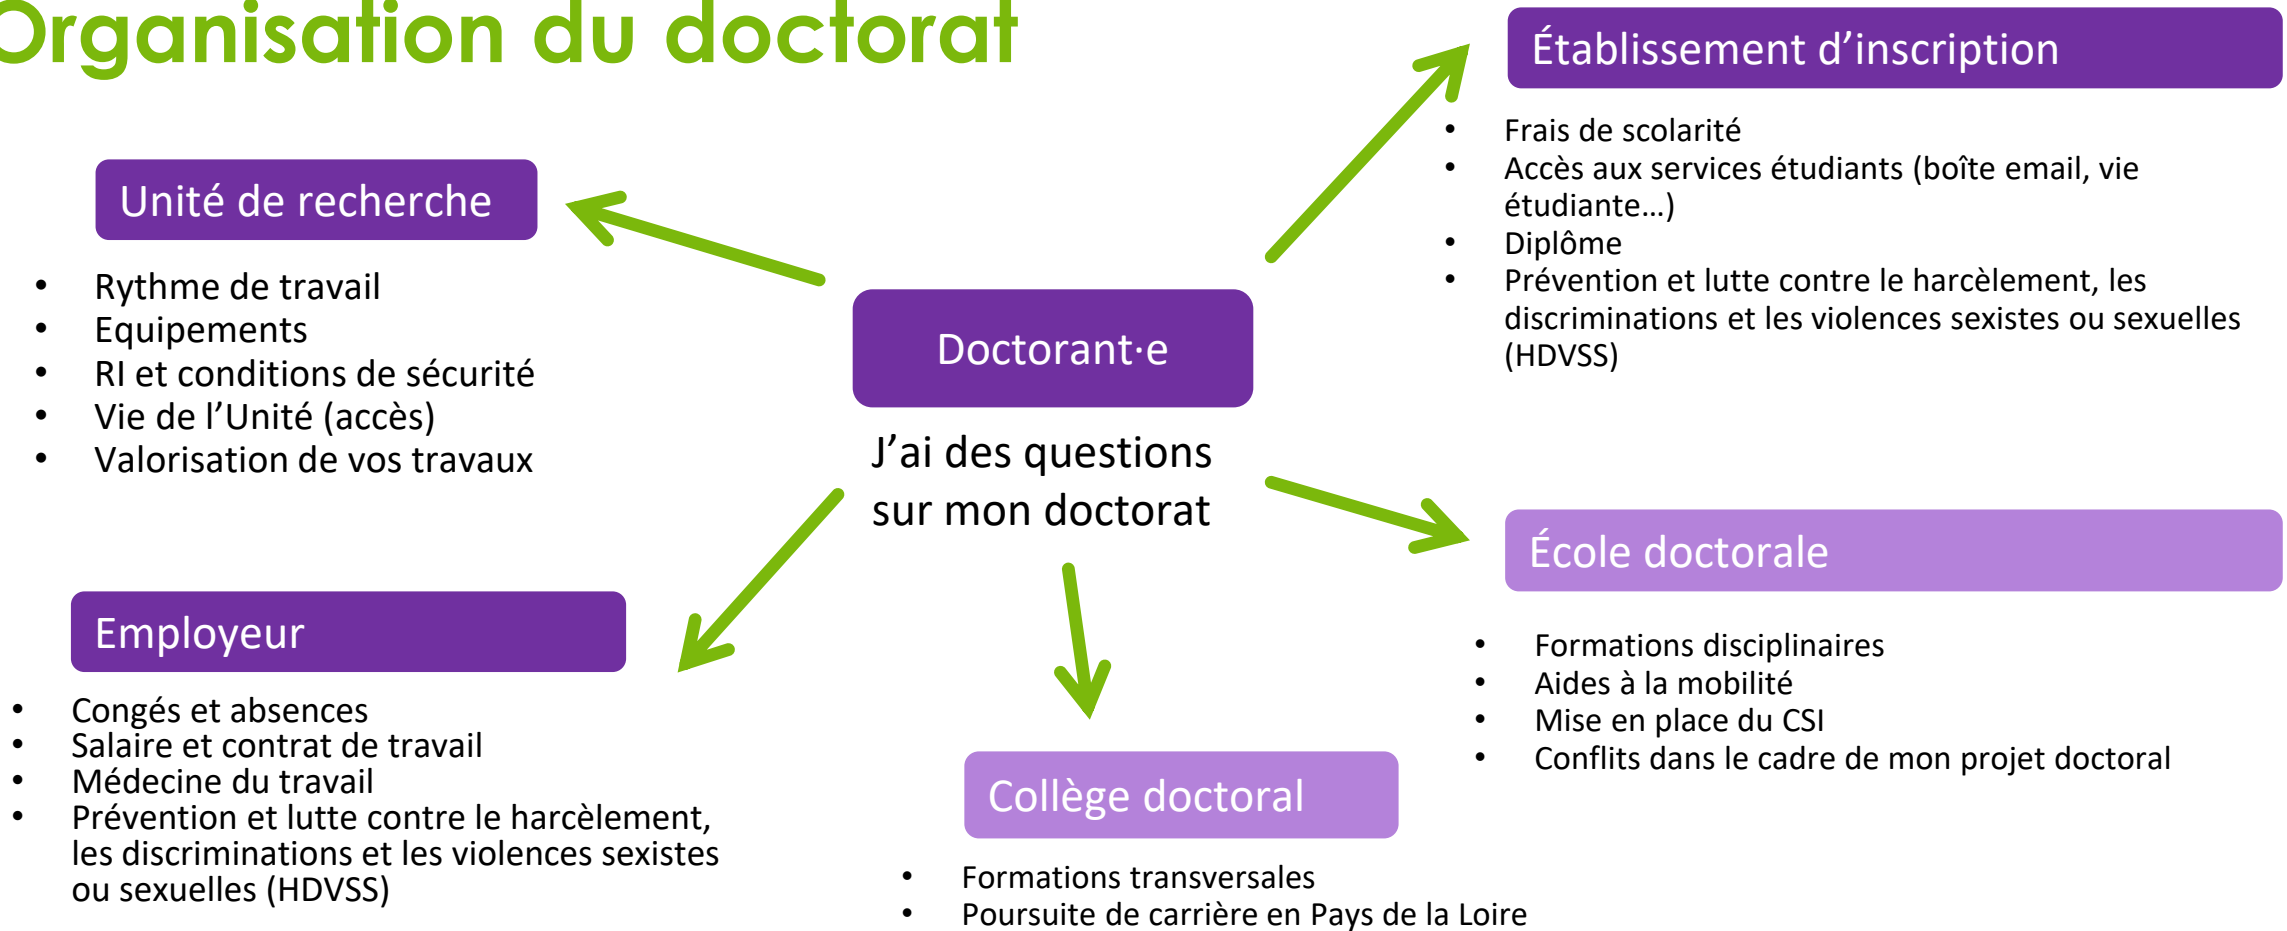 Organisation du doctorat
Unité de recherche
• Rythme de travail
• Equipements
• RI et conditions de sécurité
• Vie de l’Unité (accès)
• Valorisation de vos travaux
Établissement d’inscription
• Frais de scolarité
• Accès aux services étudiants (boîte email, vie
étudiante…)
• Diplôme
• Prévention et lutte contre le harcèlement, les
discriminations et les violences sexistes ou sexuelles
(HDVSS)
Doctorant·e
J’ai des questions
sur mon doctorat
Employeur
• Congés et absences
• Salaire et contrat de travail
• Médecine du travail
• Prévention et lutte contre le harcèlement,
les discriminations et les violences sexistes
ou sexuelles (HDVSS)
Collège doctoral
• Formations transversales
• Poursuite de carrière en Pays de la Loire
École doctorale
• Formations disciplinaires
• Aides à la mobilité
• Mise en place du CSI
• Conflits dans le cadre de mon projet doctoral